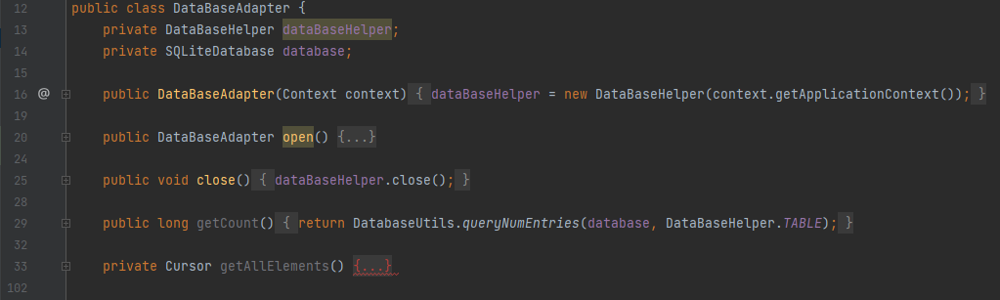 12 public class DataBaseAdapter {
13 private DataBaseHelper dataBaseHelper;
14 private SQLiteDatabase database;
15
16 @ public DataBaseAdapter(Context context) { dataBaseHelper = new DataBaseHelper(context.getApplicationContext()); }
19
20 public DataBaseAdapter open() {...}
24
25 public void close() { dataBaseHelper.close(); }
28
29 public long getCount() { return DatabaseUtils.queryNumEntries(database, DataBaseHelper.TABLE); }
32
33 private Cursor getAllElements() {...}
102